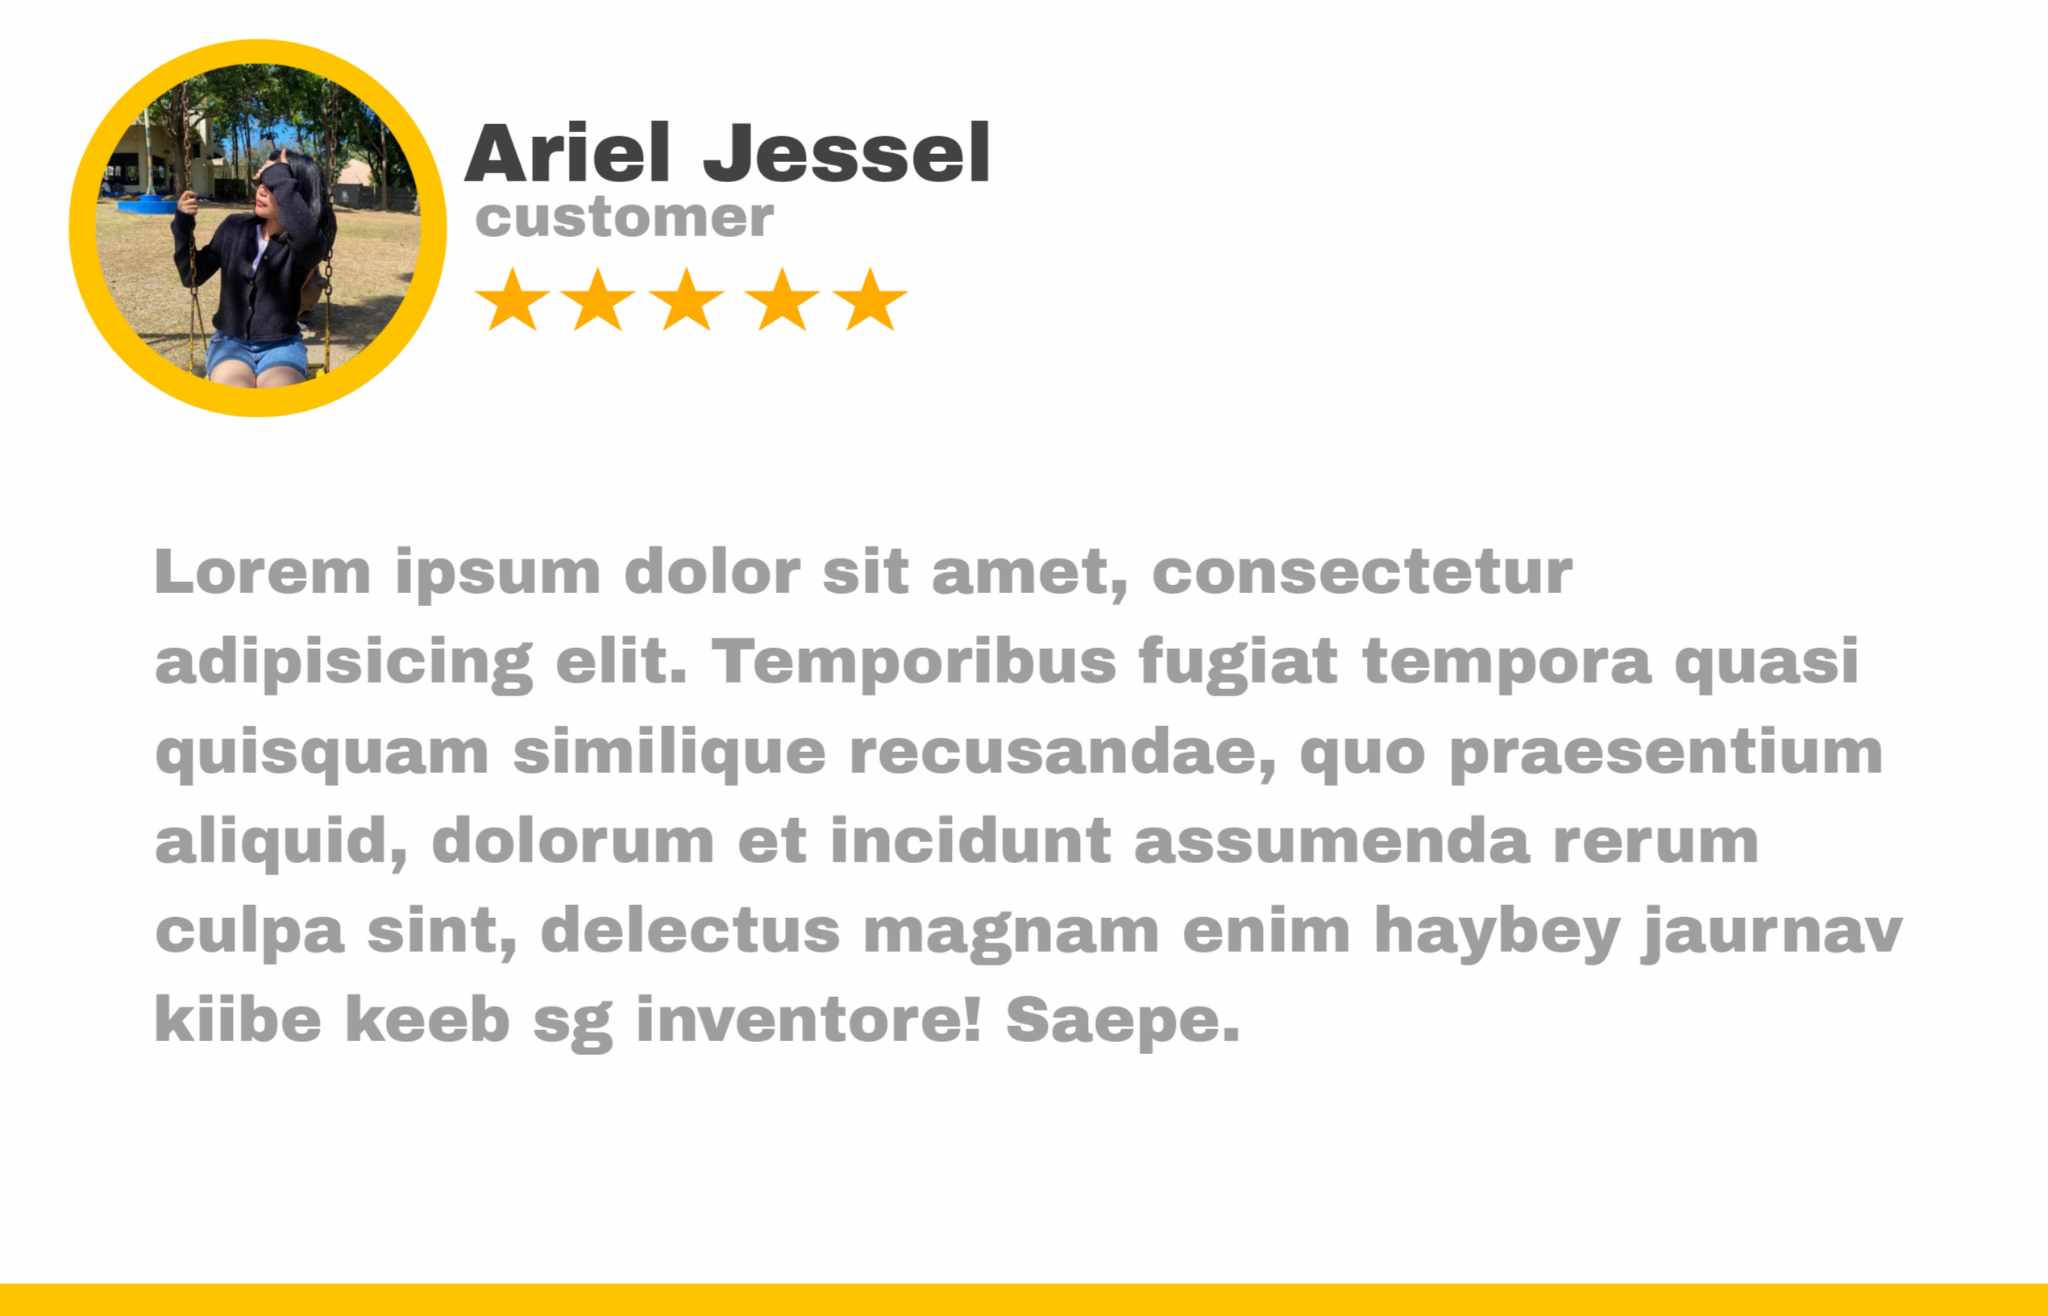 Ariel Jessel
customer
Lorem ipsum dolor sit amet, consectetur
adipisicing elit. Temporibus fugiat tempora quasi
quisquam similique recusandae, quo praesentium
aliquid, dolorum et incidunt assumenda rerum
culpa sint, delectus magnam enim haybey jaurnav
kiibe keeb sg inventore! Saepe.